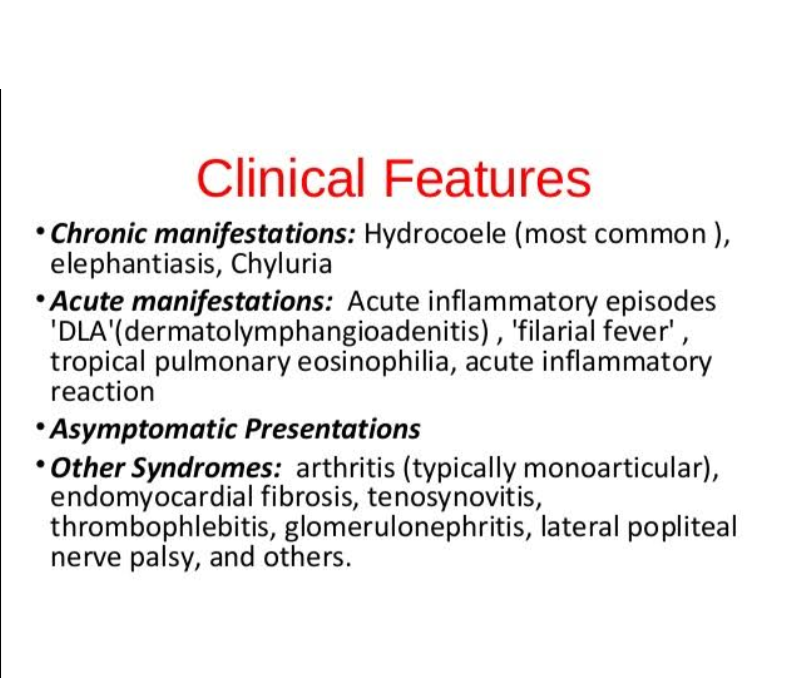 Clinical Features
• Chronic manifestations: Hydrocoele (most common ),
elephantiasis, Chyluria
• Acute manifestations:  Acute inflammatory episodes
'DLA'(dermatolymphangioadenitis) , 'filarial fever' ,
tropical pulmonary eosinophilia, acute inflammatory
reaction
• Asymptomatic Presentations
• Other Syndromes:  arthritis (typically monoarticular),
endomyocardial fibrosis, tenosynovitis,
thrombophlebitis, glomerulonephritis, lateral popliteal
nerve palsy, and others.